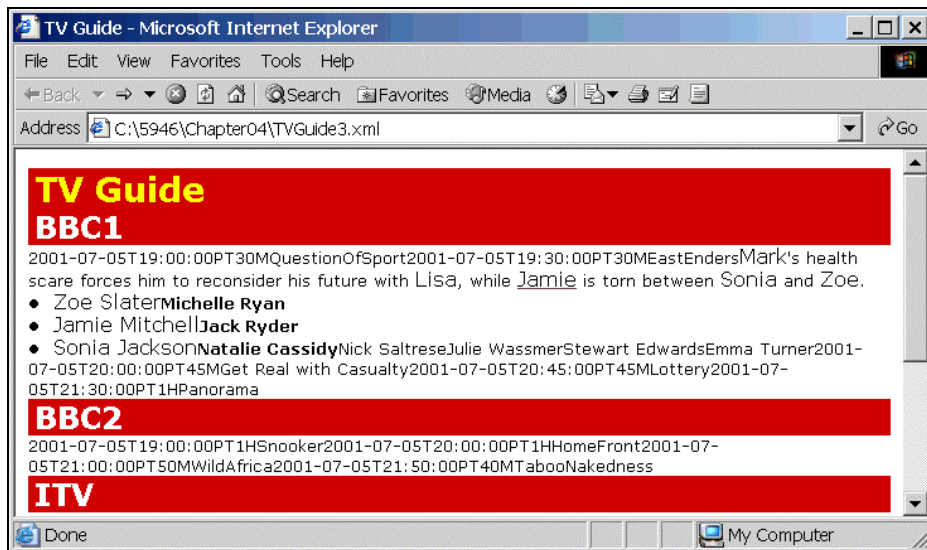 TV Guide - Microsoft Internet Explorer
File Edit View Favorites Tools Help
Back Search Favorites Media
Address C:\5946\Chapter04\TVGuide3.xml Go
TV Guide
BBC1
2001-07-05T19:00:00PT30MQuestionOfSport2001-07-05T19:30:00PT30MEastEndersMark's health
scare forces him to reconsider his future with Lisa, while Jamie is torn between Sonia and Zoe.
● Zoe SlaterMichelle Ryan
● Jamie MitchellJack Ryder
● Sonia JacksonNatalie CassidyNick SaltreseJulie WassmerStewart EdwardsEmma Turner2001-
07-05T20:00:00PT45MGet Real with Casualty2001-07-05T20:45:00PT45MLottery2001-07-
05T21:30:00PT1HPanorama
BBC2
2001-07-05T19:00:00PT1HSnooker2001-07-05T20:00:00PT1HHomeFront2001-07-
05T21:00:00PT50MWildAfrica2001-07-05T21:50:00PT40MTabooNakedness
ITV
Done My Computer